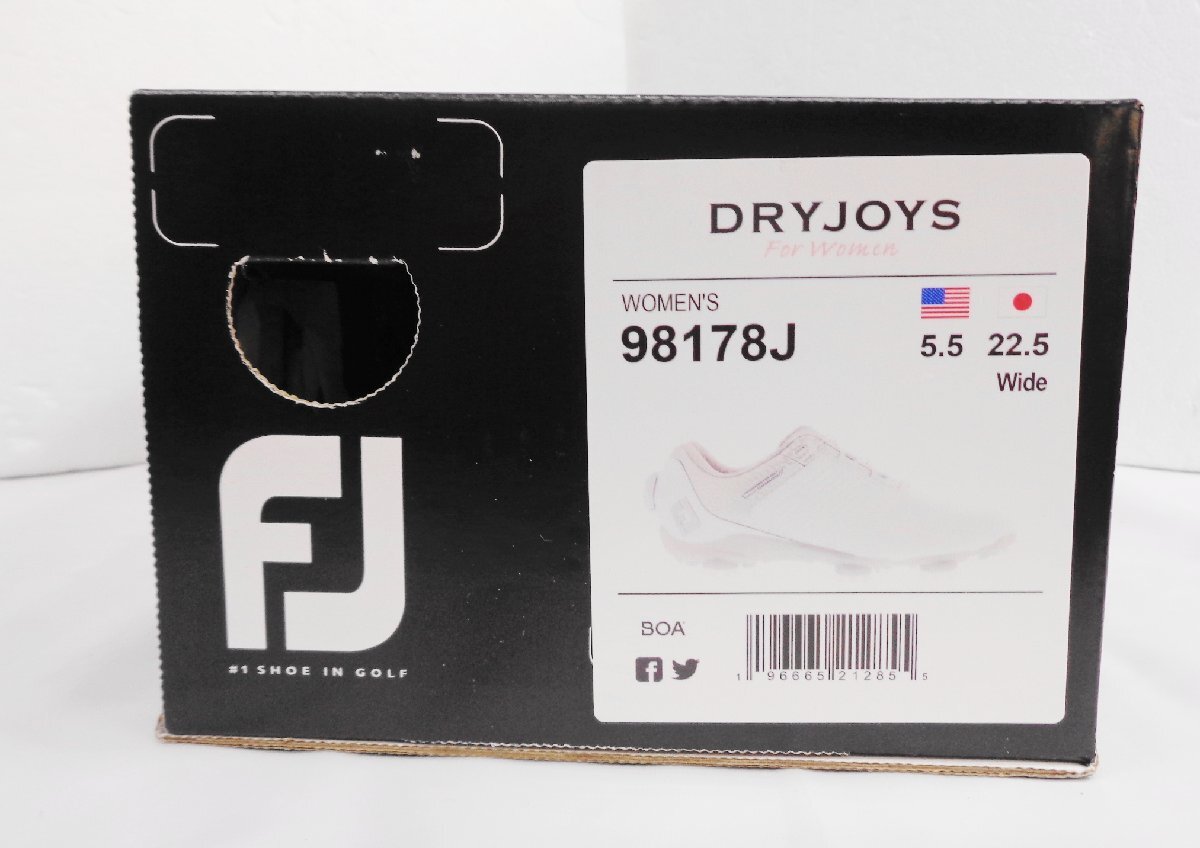 FJ
#1 SHOE IN GOLF
DRYJOYS
For Women
WOMEN'S
98178J
5.5 22.5
Wide
BOA
1 96665 21285 5